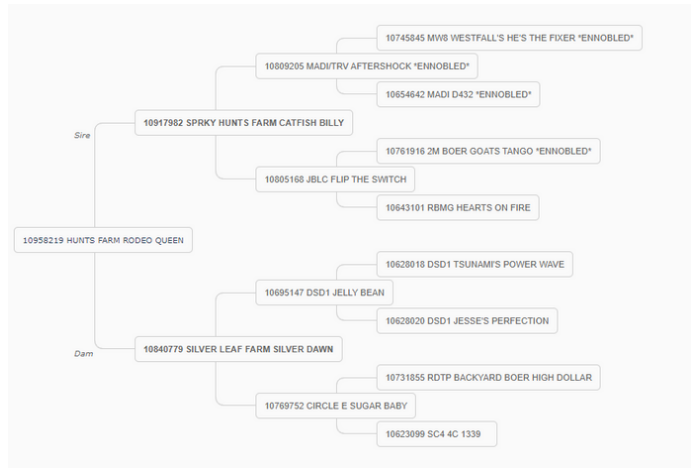 10745845 MW8 WESTFALL'S HE'S THE FIXER *ENNOBLED*
10809205 MADI/TRV AFTERSHOCK *ENNOBLED*
10654642 MADI D432 *ENNOBLED*
10917982 SPRKY HUNTS FARM CATFISH BILLY
Sire
10761916 2M BOER GOATS TANGO *ENNOBLED*
10805168 JBLC FLIP THE SWITCH
10643101 RBMG HEARTS ON FIRE
10958219 HUNTS FARM RODEO QUEEN
10628018 DSD1 TSUNAMI'S POWER WAVE
10695147 DSD1 JELLY BEAN
10628020 DSD1 JESSE'S PERFECTION
10840779 SILVER LEAF FARM SILVER DAWN
Dam
10731855 RDTP BACKYARD BOER HIGH DOLLAR
10769752 CIRCLE E SUGAR BABY
10623099 SC4 4C 1339